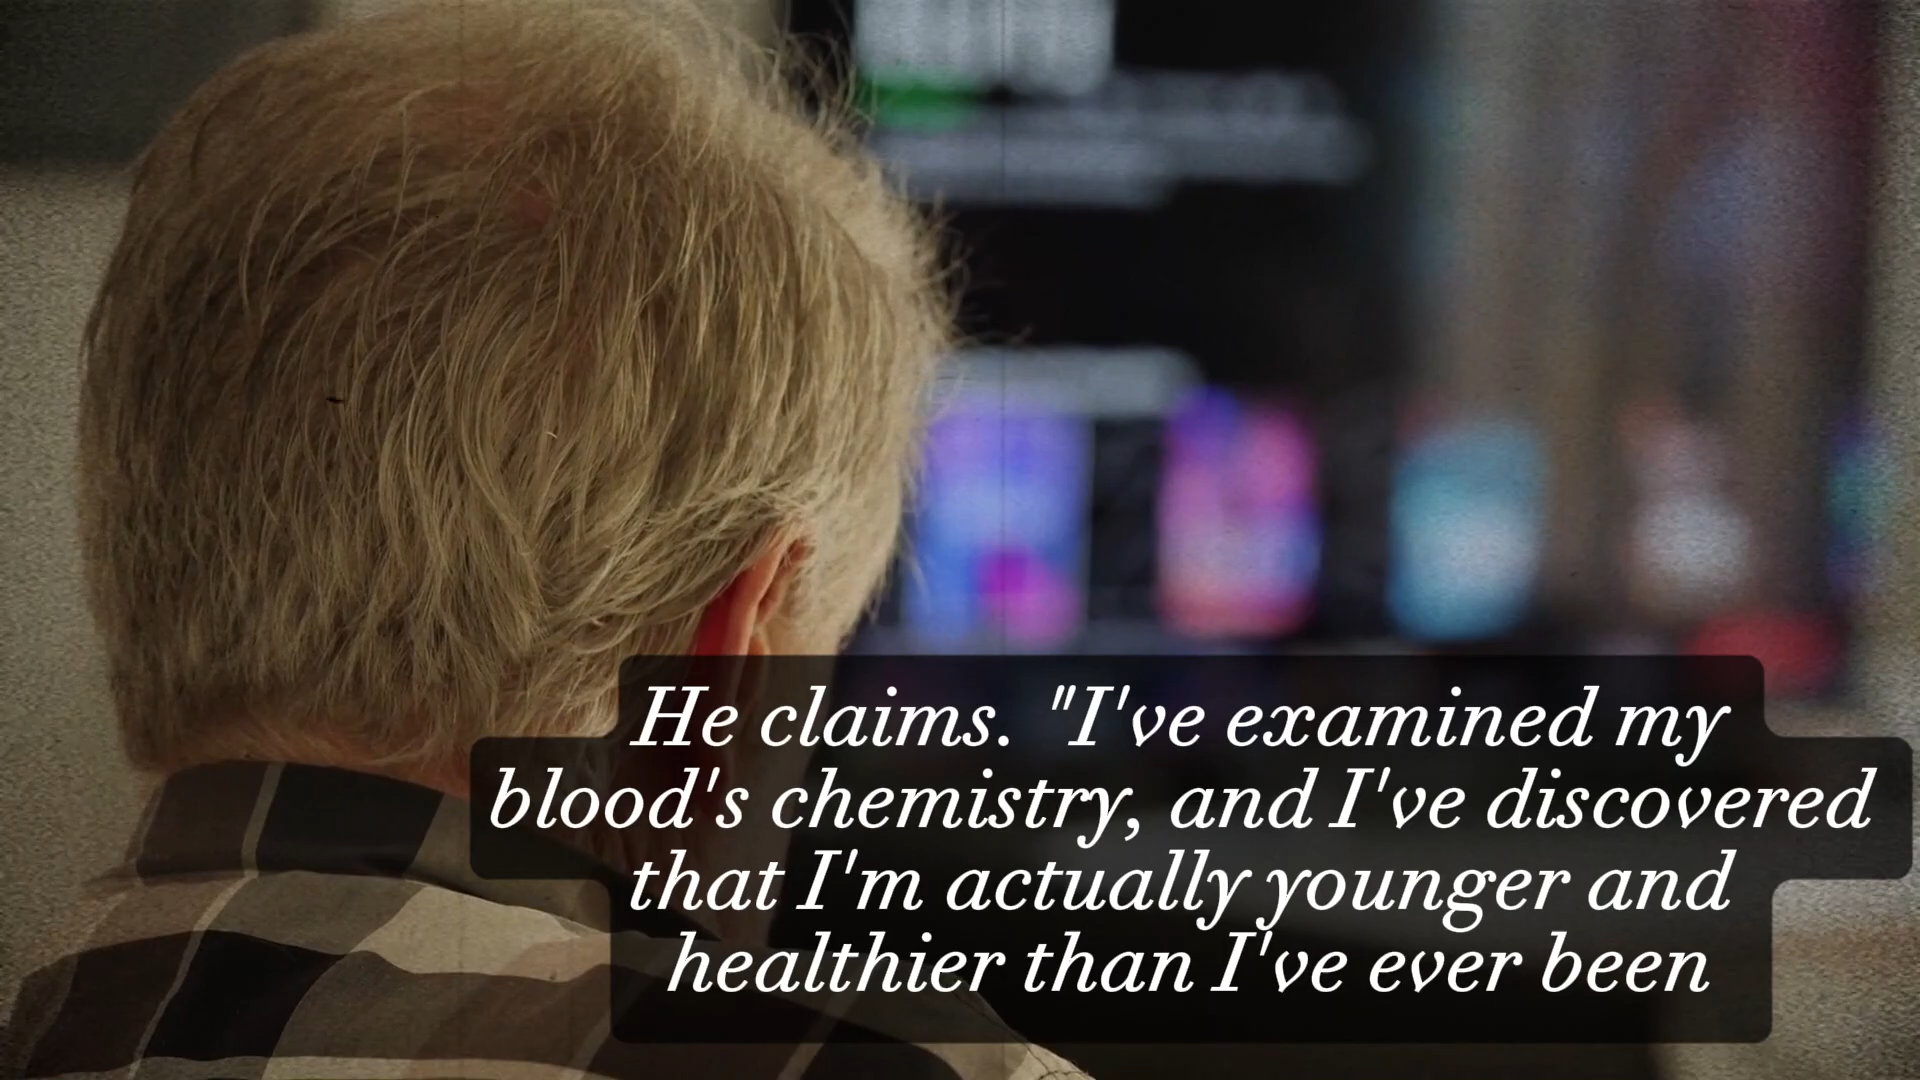 He claims. "I've examined my
blood's chemistry, and I've discovered
that I'm actually younger and
healthier than I've ever been